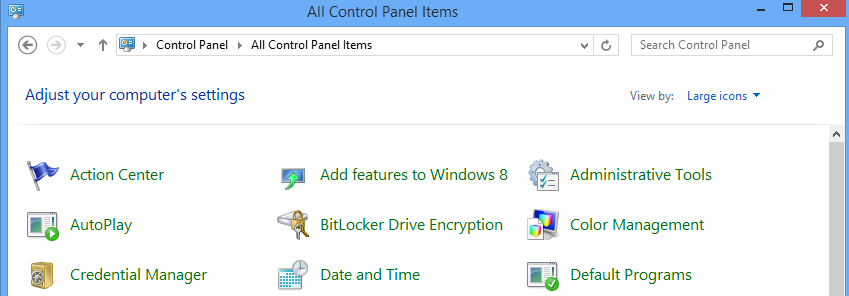 All Control Panel Items
Control Panel All Control Panel Items Search Control Panel
Adjust your computer's settings View by: Large icons
Action Center Add features to Windows 8 Administrative Tools
AutoPlay BitLocker Drive Encryption Color Management
Credential Manager Date and Time Default Programs